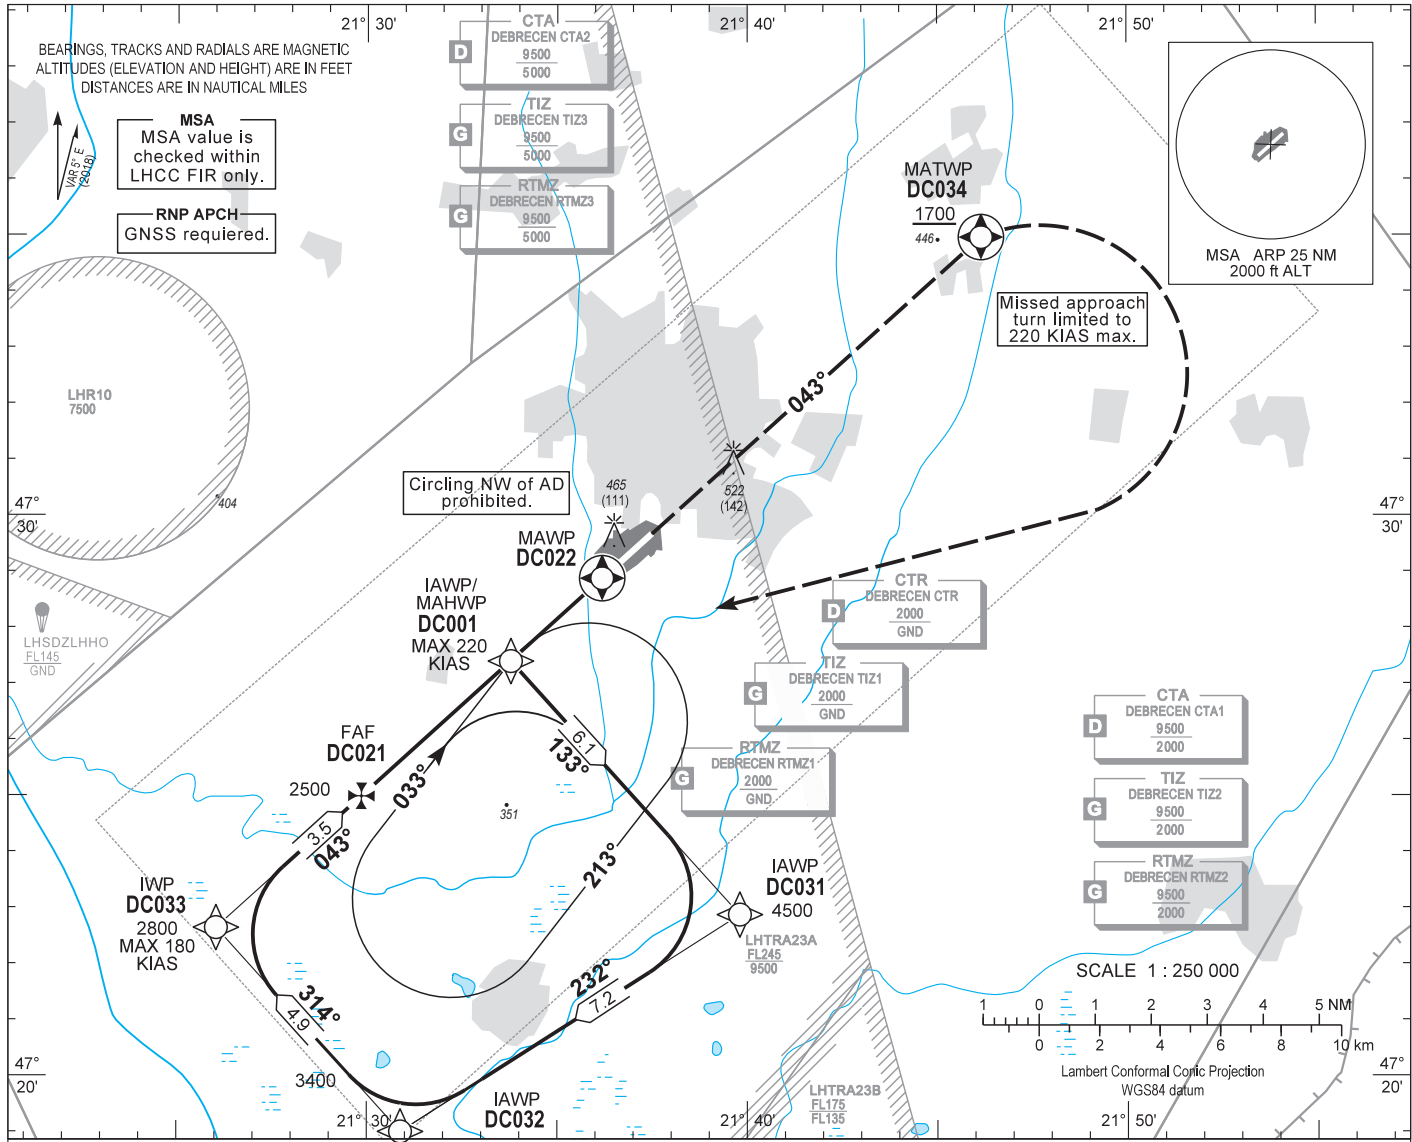 21° 30'
21° 40'
21° 50'
BEARINGS, TRACKS AND RADIALS ARE MAGNETIC
ALTITUDES (ELEVATION AND HEIGHT) ARE IN FEET
DISTANCES ARE IN NAUTICAL MILES
VAR 5° E
(2018)
MSA
MSA value is
checked within
LHCC FIR only.
RNP APCH
GNSS requiered.
CTA
DEBRECEN CTA2
D
9500
5000
TIZ
DEBRECEN TIZ3
G
9500
5000
RTMZ
DEBRECEN RTMZ3
G
9500
5000
MSA ARP 25 NM
2000 ft ALT
MATWP
DC034
1700
446
Missed approach
turn limited to
220 KIAS max.
LHR10
7500
404
043°
Circling NW of AD
prohibited.
465
(111)
522
(142)
47°
30'
47°
30'
MAWP
DC022
IAWP/
MAHWP
DC001
MAX 220
KIAS
LHSDZLHHO
FL145
GND
CTR
DEBRECEN CTR
D
2000
GND
TIZ
DEBRECEN TIZ1
G
2000
GND
RTMZ
DEBRECEN RTMZ1
G
2000
GND
CTA
DEBRECEN CTA1
D
9500
2000
TIZ
DEBRECEN TIZ2
G
9500
2000
RTMZ
DEBRECEN RTMZ2
G
9500
2000
FAF
DC021
2500
6.1
133°
033°
351
3.5
043°
213°
IWP
DC033
2800
MAX 180
KIAS
IAWP
DC031
4500
LHTRA23A
FL245
9500
232°
7.2
314°
4.9
3400
IAWP
DC032
LHTRA23B
FL175
FL135
SCALE 1 : 250 000
1 0 1 2 3 4 5 NM
0 2 4 6 8 10 km
Lambert Conformal Conic Projection
WGS84 datum
47°
20'
47°
20'
21° 30'
21° 40'
21° 50'